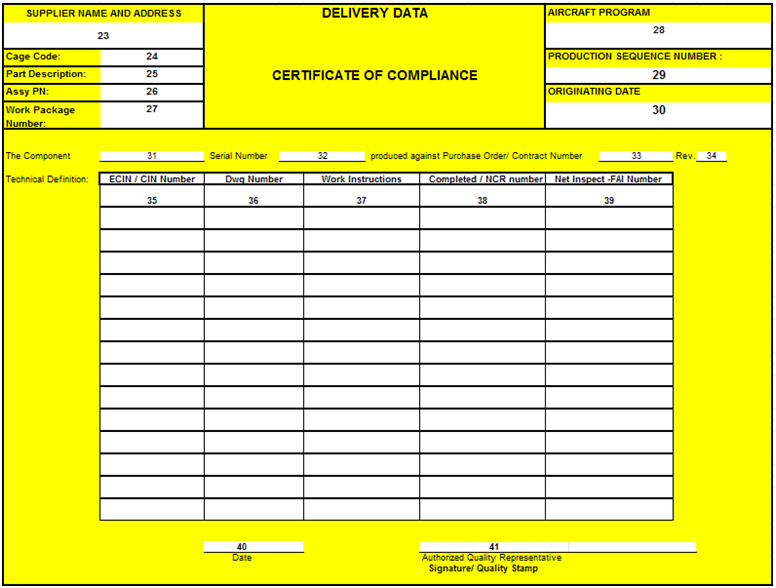 SUPPLIER NAME AND ADDRESS
23
Cage Code: 24
Part Description: 25
Assy PN: 26
Work Package 27
Number:
DELIVERY DATA
CERTIFICATE OF COMPLIANCE
AIRCRAFT PROGRAM
28
PRODUCTION SEQUENCE NUMBER :
29
ORIGINATING DATE
30
The Component 31 Serial Number 32 produced against Purchase Order/ Contract Number 33 Rev. 34
Technical Definition: ECIN / CIN Number Dwg Number Work Instructions Completed / NCR number Net Inspect -FAI Number
35 36 37 38 39
40 41
Date Authorized Quality Representative
Signature/ Quality Stamp